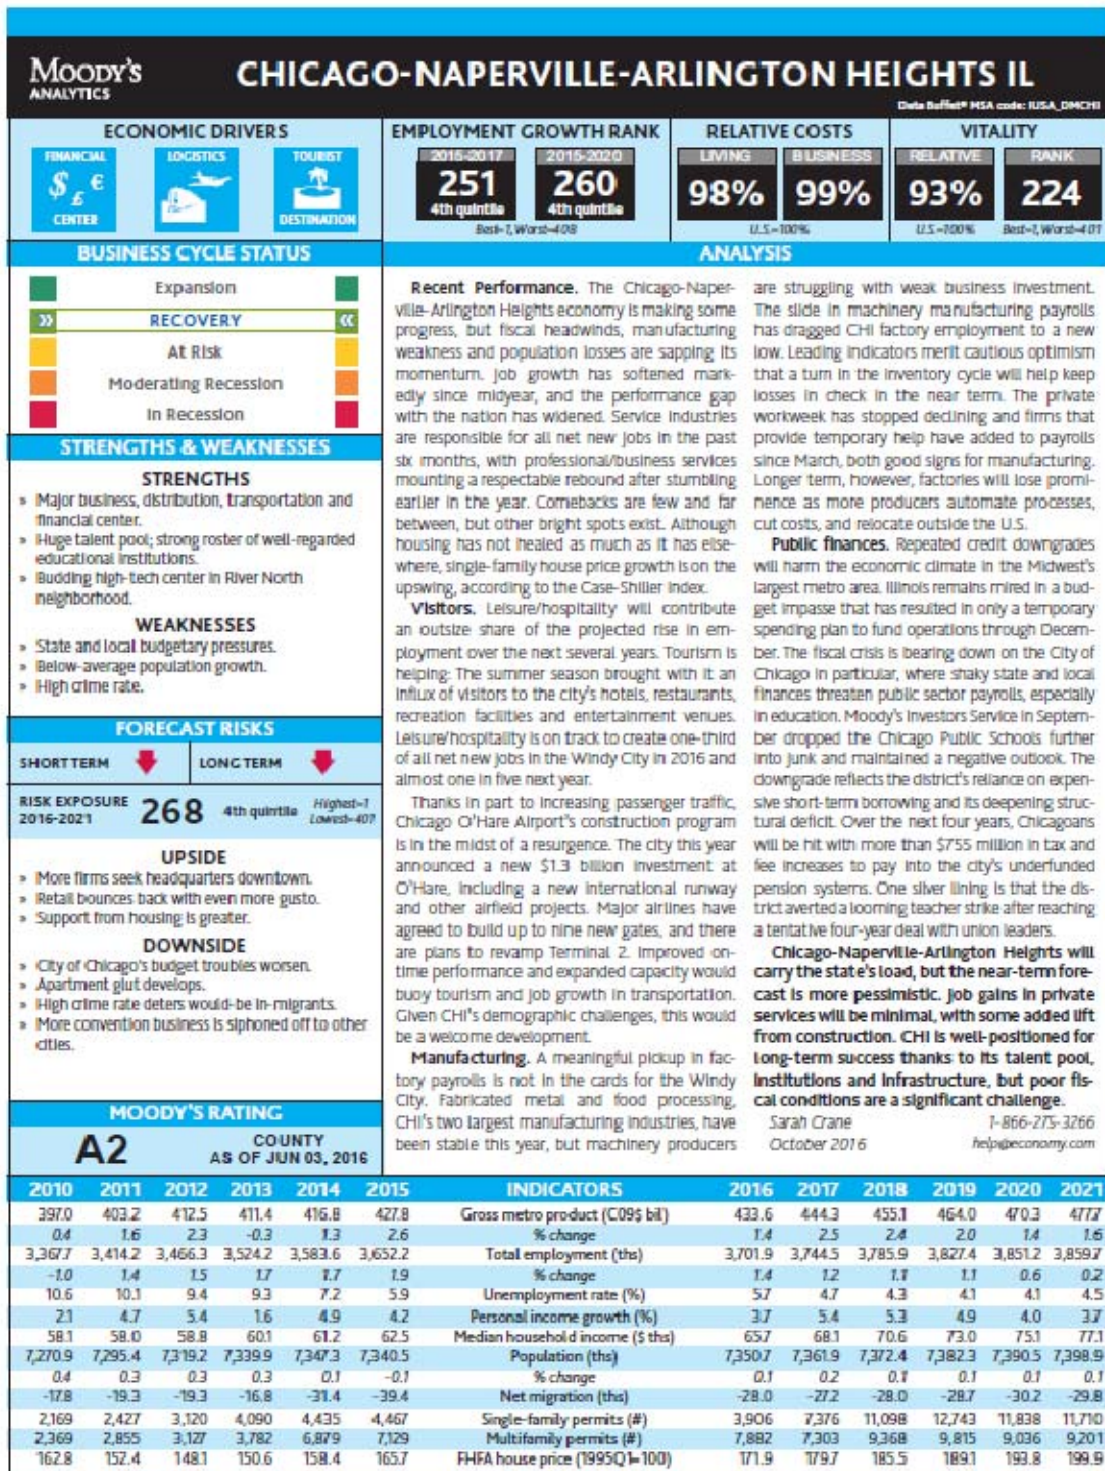 MOODY'S
ANALYTICS
CHICAGO-NAPERVILLE-ARLINGTON HEIGHTS IL
Data Buffet® MSA code: IUSA_DMCHI
ECONOMIC DRIVERS
FINANCIAL
CENTER
LOGISTICS
TOURIST
DESTINATION
EMPLOYMENT GROWTH RANK
2015-2017
251
4th quintile
2015-2020
260
4th quintile
Best=1, Worst=408
RELATIVE COSTS
LIVING
98%
BUSINESS
99%
U.S.=100%
VITALITY
RELATIVE
93%
U.S.=100%
RANK
224
Best=1, Worst=401
BUSINESS CYCLE STATUS
Expansion
» RECOVERY «
At Risk
Moderating Recession
In Recession
STRENGTHS & WEAKNESSES
STRENGTHS
» Major business, distribution, transportation and
financial center.
» Huge talent pool; strong roster of well-regarded
educational institutions.
» Budding high-tech center in River North
neighborhood.
WEAKNESSES
» State and local budgetary pressures.
» Below-average population growth.
» High crime rate.
FORECAST RISKS
SHORT TERM
LONG TERM
RISK EXPOSURE
2016-2021
268
4th quintile
Highest=1
Lowest=401
UPSIDE
» More firms seek headquarters downtown.
» Retail bounces back with even more gusto.
» Support from housing is greater.
DOWNSIDE
» City of Chicago's budget troubles worsen.
» Apartment glut develops.
» High crime rate deters would-be in-migrants.
» More convention business is siphoned off to other
cities.
MOODY'S RATING
A2
COUNTY
AS OF JUN 03, 2016
ANALYSIS
Recent Performance. The Chicago-Naper-
ville-Arlington Heights economy is making some
progress, but fiscal headwinds, manufacturing
weakness and population losses are sapping its
momentum. Job growth has softened mark-
edly since midyear, and the performance gap
with the nation has widened. Service industries
are responsible for all net new jobs in the past
six months, with professional/business services
mounting a respectable rebound after stumbling
earlier in the year. Comebacks are few and far
between, but other bright spots exist. Although
housing has not healed as much as it has else-
where, single-family house price growth is on the
upswing, according to the Case-Shiller index.
Visitors. Leisure/hospitality will contribute
an outsize share of the projected rise in em-
ployment over the next several years. Tourism is
helping: The summer season brought with it an
influx of visitors to the city's hotels, restaurants,
recreation facilities and entertainment venues.
Leisure/hospitality is on track to create one-third
of all net new jobs in the Windy City in 2016 and
almost one in five next year.
Thanks in part to increasing passenger traffic,
Chicago O'Hare Airport's construction program
is in the midst of a resurgence. The city this year
announced a new $1.3 billion investment at
O'Hare, including a new international runway
and other airfield projects. Major airlines have
agreed to build up to nine new gates, and there
are plans to revamp Terminal 2. Improved on-
time performance and expanded capacity would
buoy tourism and job growth in transportation.
Given CHI's demographic challenges, this would
be a welcome development.
Manufacturing. A meaningful pickup in fac-
tory payrolls is not in the cards for the Windy
City. Fabricated metal and food processing,
CHI's two largest manufacturing industries, have
been stable this year, but machinery producers
are struggling with weak business investment.
The slide in machinery manufacturing payrolls
has dragged CHI factory employment to a new
low. Leading indicators merit cautious optimism
that a turn in the inventory cycle will help keep
losses in check in the near term. The private
workweek has stopped declining and firms that
provide temporary help have added to payrolls
since March, both good signs for manufacturing.
Longer term, however, factories will lose promi-
nence as more producers automate processes,
cut costs, and relocate outside the U.S.
Public finances. Repeated credit downgrades
will harm the economic climate in the Midwest's
largest metro area. Illinois remains mired in a bud-
get impasse that has resulted in only a temporary
spending plan to fund operations through Decem-
ber. The fiscal crisis is bearing down on the City of
Chicago in particular, where shaky state and local
finances threaten public sector payrolls, especially
in education. Moody's Investors Service in Septem-
ber dropped the Chicago Public Schools further
into junk and maintained a negative outlook. The
downgrade reflects the district's reliance on expen-
sive short-term borrowing and its deepening struc-
tural deficit. Over the next four years, Chicagoans
will be hit with more than $755 million in tax and
fee increases to pay into the city's underfunded
pension systems. One silver lining is that the dis-
trict averted a looming teacher strike after reaching
a tentative four-year deal with union leaders.
Chicago-Naperville-Arlington Heights will
carry the state's load, but the near-term fore-
cast is more pessimistic. Job gains in private
services will be minimal, with some added lift
from construction. CHI is well-positioned for
long-term success thanks to its talent pool,
institutions and infrastructure, but poor fis-
cal conditions are a significant challenge.
Sarah Crane 1-866-275-3266
October 2016 help@economy.com
2010 2011 2012 2013 2014 2015 INDICATORS 2016 2017 2018 2019 2020 2021
397.0 403.2 412.5 411.4 416.8 427.8 Gross metro product (C09$ bil) 433.6 444.3 455.1 464.0 470.3 477.7
0.4 1.6 2.3 -0.3 1.3 2.6 % change 1.4 2.5 2.4 2.0 1.4 1.6
3,367.7 3,414.2 3,466.3 3,524.2 3,583.6 3,652.2 Total employment (ths) 3,701.9 3,744.5 3,785.9 3,827.4 3,851.2 3,859.7
-1.0 1.4 1.5 1.7 1.7 1.9 % change 1.4 1.2 1.1 1.1 0.6 0.2
10.6 10.1 9.4 9.3 7.2 5.9 Unemployment rate (%) 5.7 4.7 4.3 4.1 4.1 4.5
2.1 4.7 5.4 1.6 4.9 4.2 Personal income growth (%) 3.7 5.4 5.3 4.9 4.0 3.7
58.1 58.0 58.8 60.1 61.2 62.5 Median household income ($ ths) 65.7 68.1 70.6 73.0 75.1 77.1
7,270.9 7,295.4 7,319.2 7,339.9 7,347.3 7,340.5 Population (ths) 7,350.7 7,361.9 7,372.4 7,382.3 7,390.5 7,398.9
0.4 0.3 0.3 0.3 0.1 -0.1 % change 0.1 0.2 0.1 0.1 0.1 0.1
-17.8 -19.3 -19.3 -16.8 -31.4 -39.4 Net migration (ths) -28.0 -27.2 -28.0 -28.7 -30.2 -29.8
2,169 2,427 3,120 4,090 4,435 4,467 Single-family permits (#) 3,906 7,376 11,098 12,743 11,838 11,710
2,369 2,855 3,127 3,782 6,879 7,129 Multifamily permits (#) 7,882 7,303 9,368 9,815 9,036 9,201
162.8 152.4 148.1 150.6 158.4 165.7 FHFA house price (1995Q1=100) 171.9 179.7 185.5 189.1 193.8 199.9